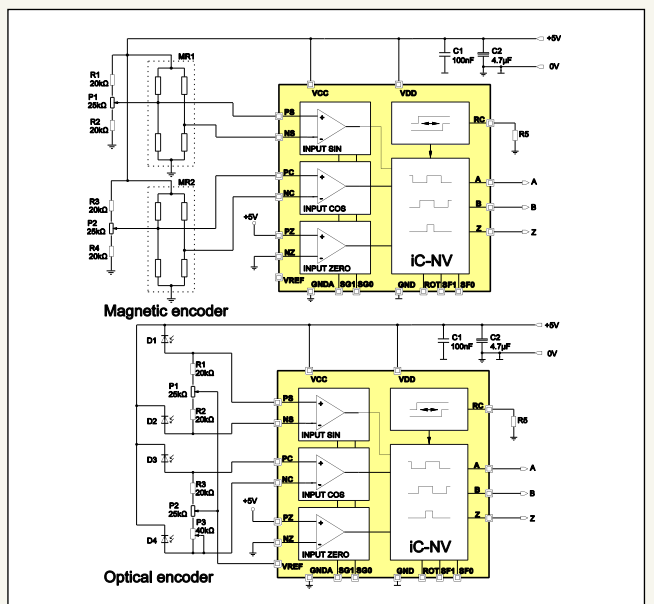 +5V
C1
100nF
C2
4.7µF
0V
R1
20kΩ
P1
25kΩ
R2
20kΩ
MR1
VCC
VDD
PS
NS
INPUT SIN
RC
R5
MR2
R3
20kΩ
P2
25kΩ
R4
20kΩ
PC
NC
INPUT COS
+5V
PZ
NZ
INPUT ZERO
VREF
A
A
B
B
Z
Z
iC-NV
GNDA
SG1
SG0
GND
ROT
SF1
SF0
Magnetic encoder
+5V
C1
100nF
C2
4.7µF
0V
D1
R1
20kΩ
P1
25kΩ
R2
20kΩ
D2
VCC
VDD
PS
NS
INPUT SIN
RC
R5
D3
R3
20kΩ
P2
25kΩ
P3
40kΩ
D4
PC
NC
INPUT COS
+5V
PZ
NZ
INPUT ZERO
VREF
A
A
B
B
Z
Z
iC-NV
GNDA
SG1
SG0
GND
ROT
SF1
SF0
Optical encoder